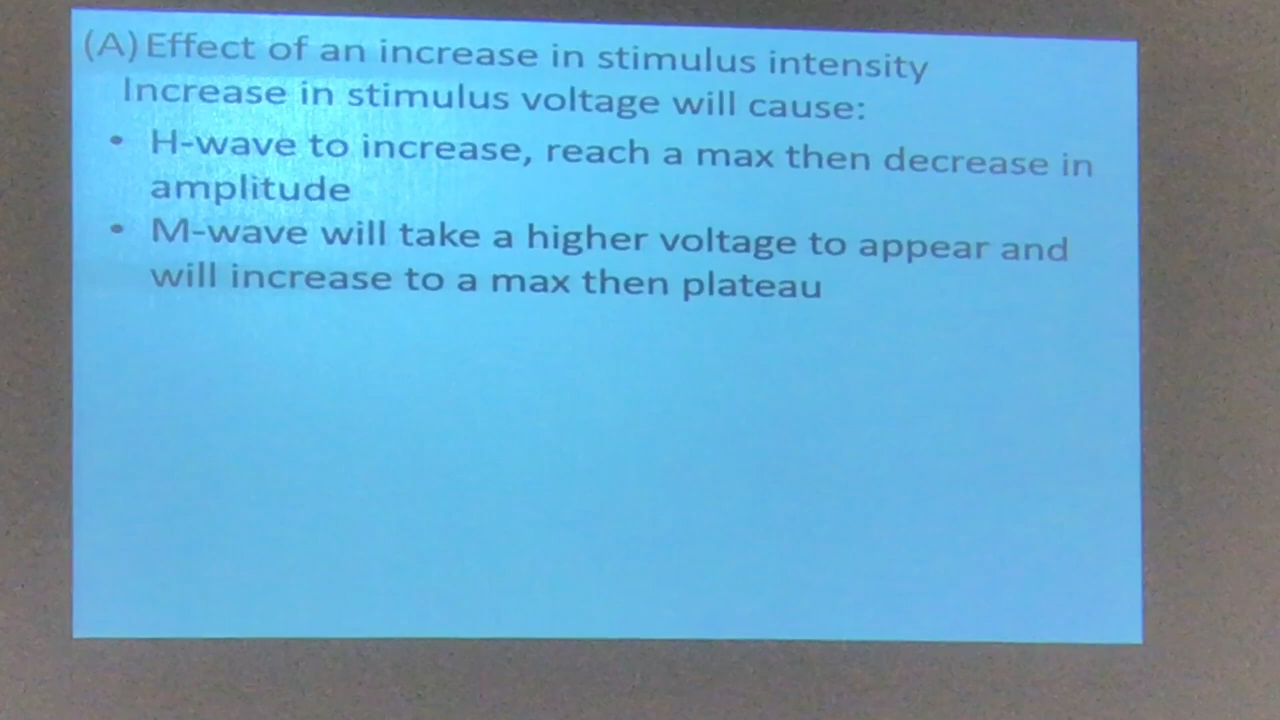 (A) Effect of an increase in stimulus intensity
Increase in stimulus voltage will cause:
• H-wave to increase, reach a max then decrease in
amplitude
• M-wave will take a higher voltage to appear and
will increase to a max then plateau